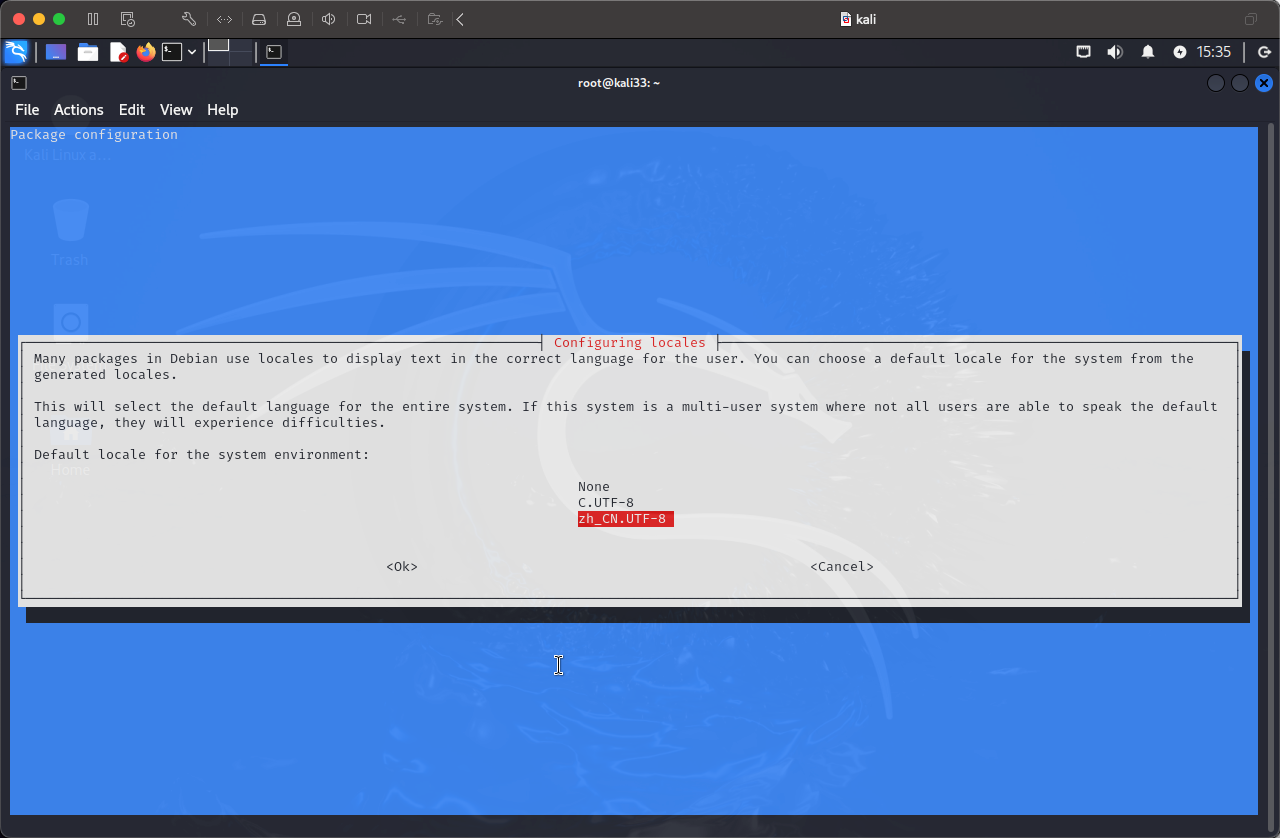 kali
15:35
root@kali33: ~
File Actions Edit View Help
Package configuration
Kali Linux a...
Trash
Configuring locales
Many packages in Debian use locales to display text in the correct language for the user. You can choose a default locale for the system from the
generated locales.
This will select the default language for the entire system. If this system is a multi-user system where not all users are able to speak the default
language, they will experience difficulties.
Default locale for the system environment:
Home
None
C.UTF-8
zh_CN.UTF-8
<Ok> <Cancel>